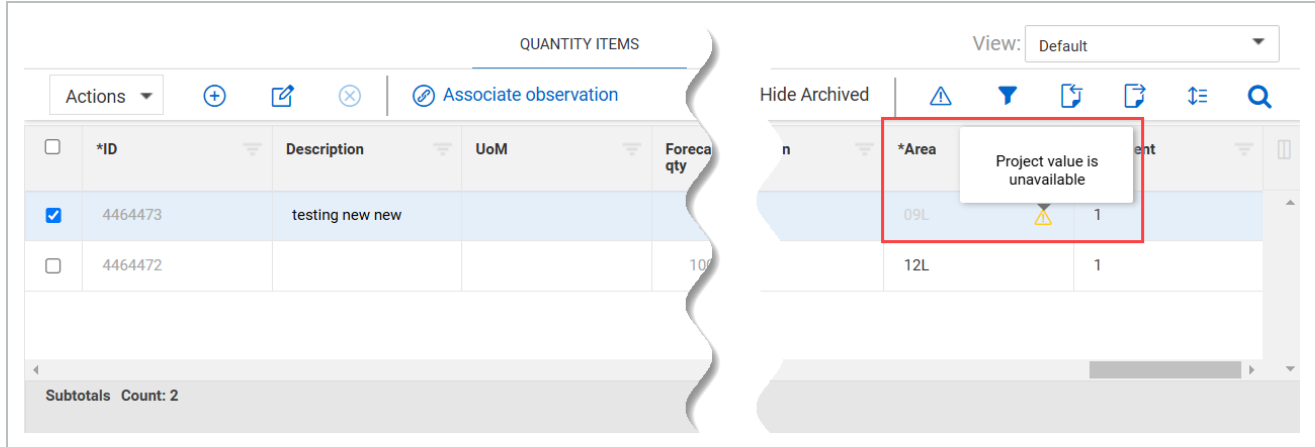 QUANTITY ITEMS View: Default
Actions Associate observation Hide Archived
*ID Description UoM Foreca qty n *Area Project value is unavailable ent
4464473 testing new new 09L 1
4464472 100 12L 1
Subtotals Count: 2